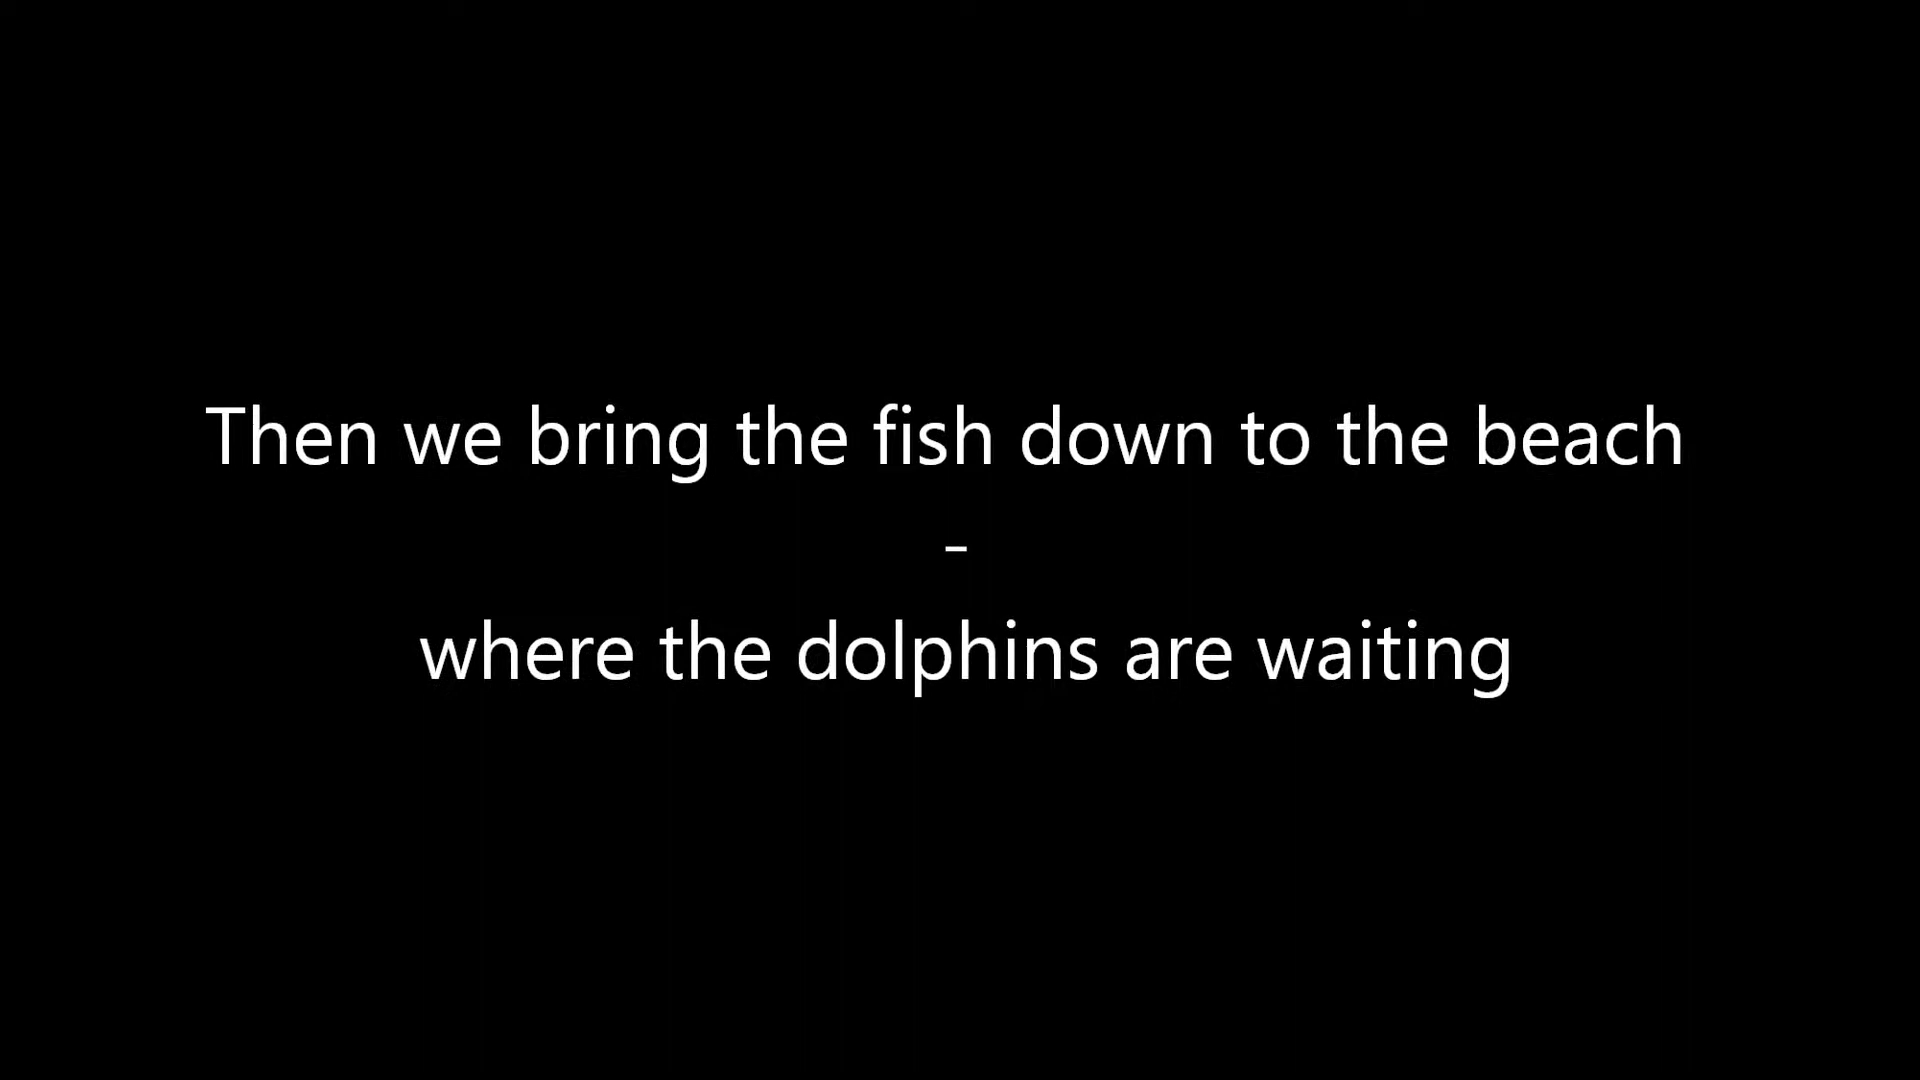 Then we bring the fish down to the beach
-
where the dolphins are waiting